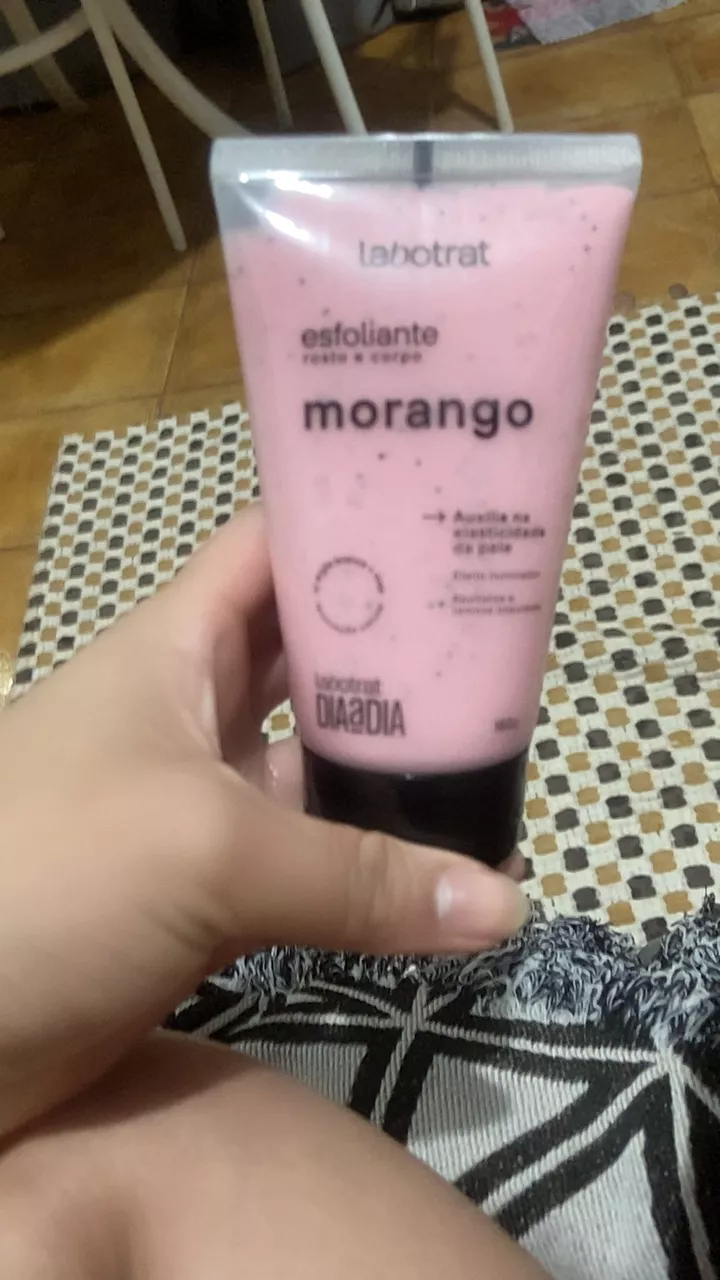 labotrat
esfoliante
rosto e corpo
morango
→ Auxilia na
elasticidade
da pele
labotrat
DIAaDIA